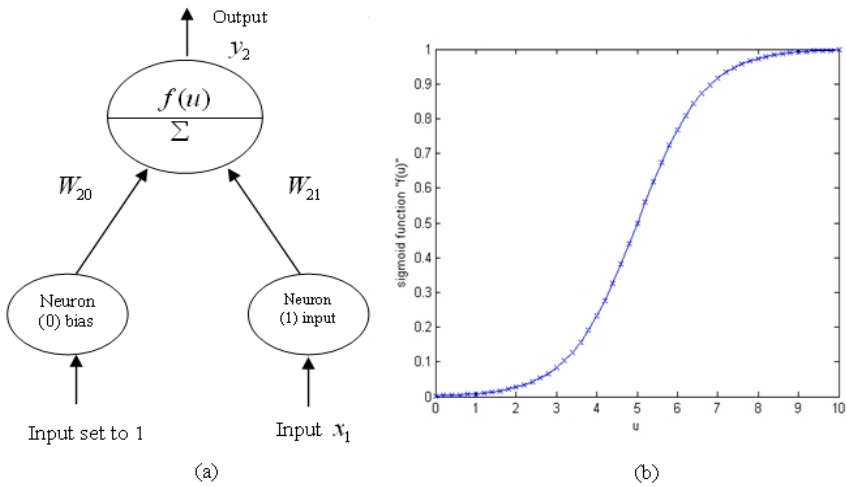 Output
y₂
f(u)
Σ
W₂₀
W₂₁
Neuron
(0) bias
Neuron
(1) input
Input set to 1
Input x₁
(a)
sigmoid function "f(u)"
1
0.9
0.8
0.7
0.6
0.5
0.4
0.3
0.2
0.1
0
0 1 2 3 4 5 6 7 8 9 10
u
(b)